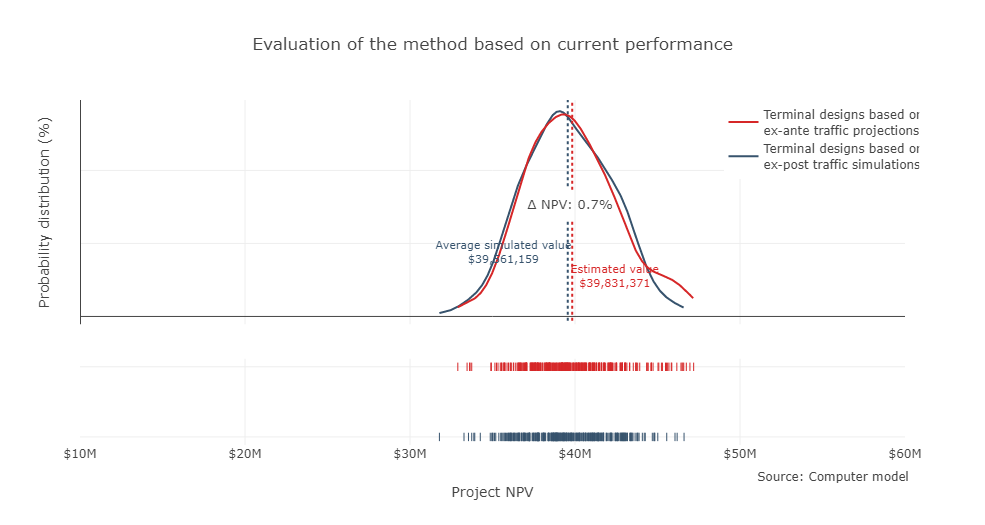 Evaluation of the method based on current performance
Probability distribution (%)
Terminal designs based on
ex-ante traffic projections
Terminal designs based on
ex-post traffic simulations
Δ NPV: 0.7%
Average simulated value
$39,561,159
Estimated value
$39,831,371
$10M
$20M
$30M
$40M
$50M
$60M
Source: Computer model
Project NPV